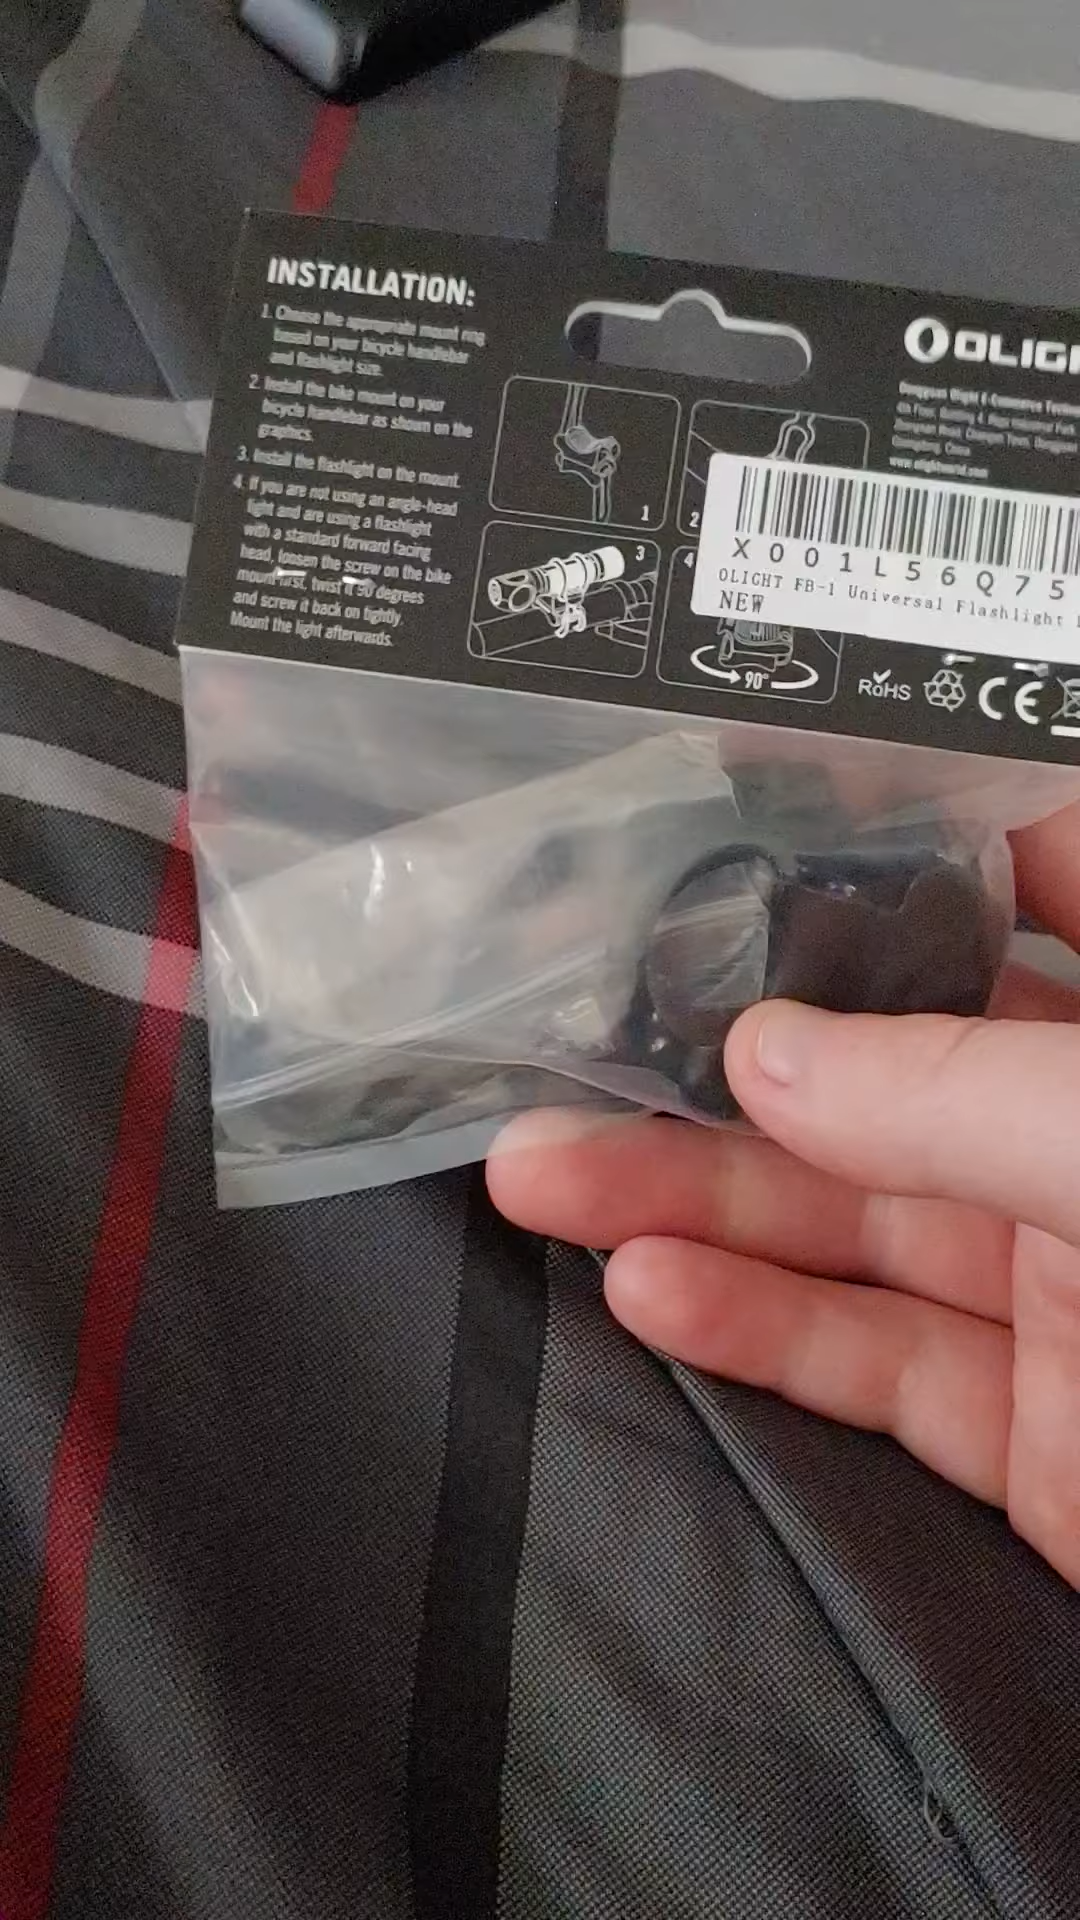 INSTALLATION:
1. Choose the appropriate mount ring
based on your bicycle handlebar
and flashlight size.
2. Install the bike mount on your
bicycle handlebar as shown on the
graphics.
3. Install the flashlight on the mount.
4. If you are not using an angle-head
light and are using a flashlight
with a standard forward facing
head, loosen the screw on the bike
mount first, twist it 90 degrees
and screw it back on tightly.
Mount the light afterwards.
1
2
3
4
90°
OLIGH
www.olightworld.com
X001L56Q75
OLIGHT FB-1 Universal Flashlight
NEW
RoHS
CE